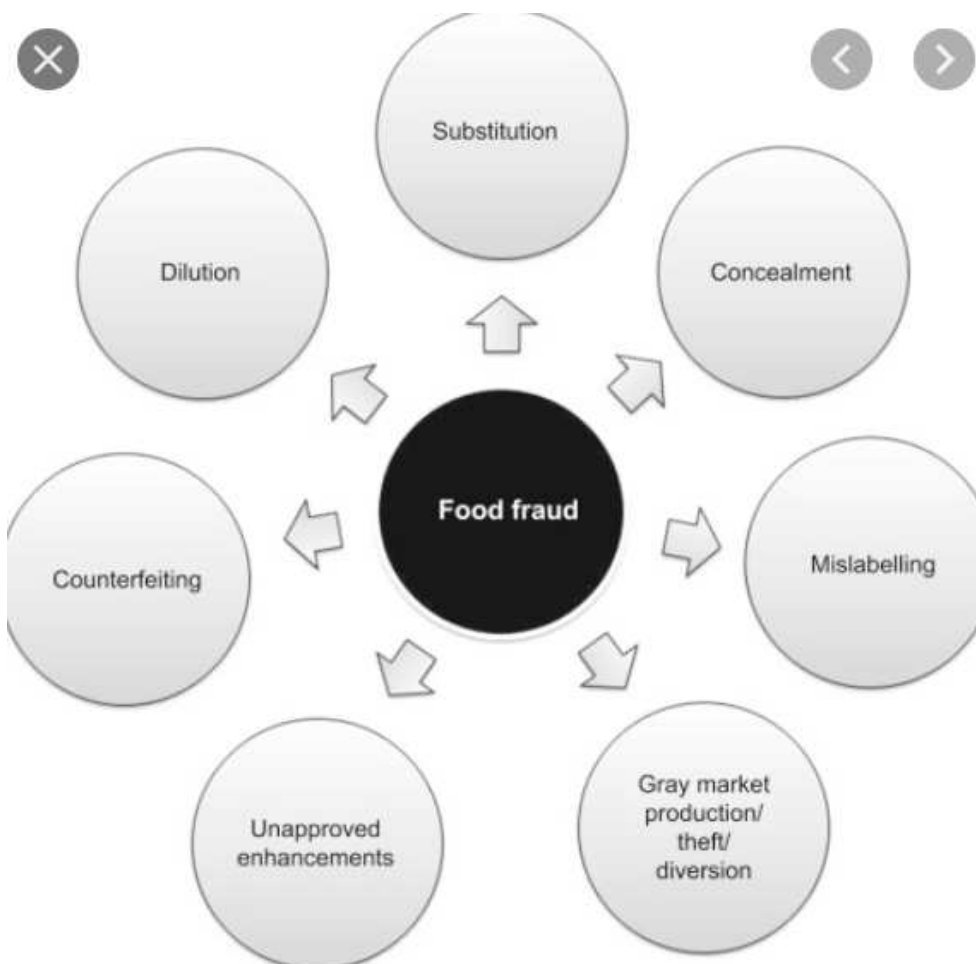 Substitution
Dilution
Concealment
Food fraud
Counterfeiting
Mislabelling
Unapproved
enhancements
Gray market
production/
theft/
diversion